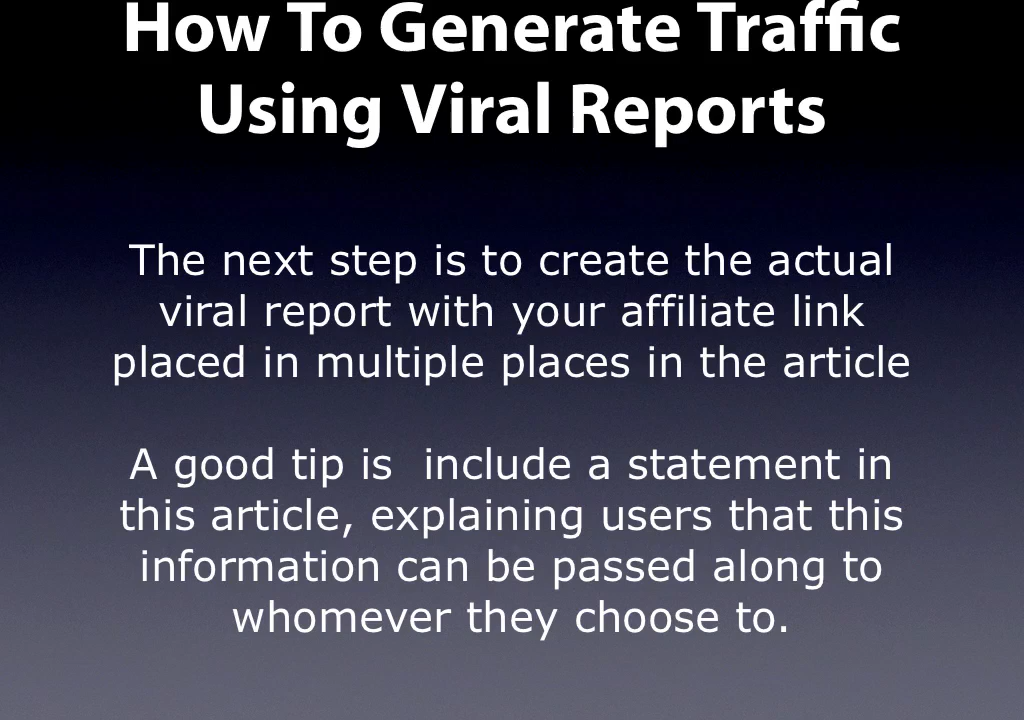 How To Generate Traffic
Using Viral Reports
The next step is to create the actual
viral report with your affiliate link
placed in multiple places in the article
A good tip is  include a statement in
this article, explaining users that this
information can be passed along to
whomever they choose to.